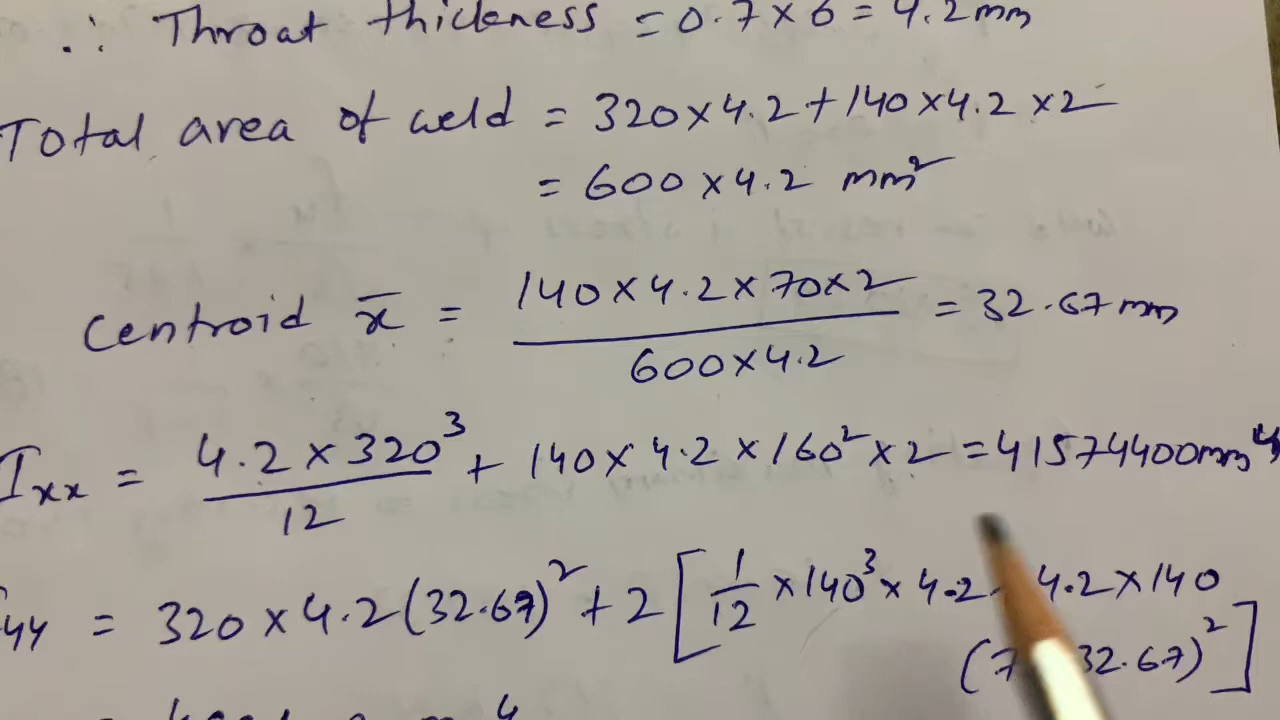 ∴ Throat thickness = 0.7 × 6 = 4.2 mm
Total area of weld = 320 × 4.2 + 140 × 4.2 × 2
= 600 × 4.2 mm²
Centroid x̄ = (140 × 4.2 × 70 × 2) / (600 × 4.2) = 32.67 mm
Ixx = (4.2 × 320³) / 12 + 140 × 4.2 × 160² × 2 = 41574400 mm⁴
yy = 320 × 4.2 (32.67)² + 2 [ 1/12 × 140³ × 4.2 4.2 × 140
(7 32.67)² ]